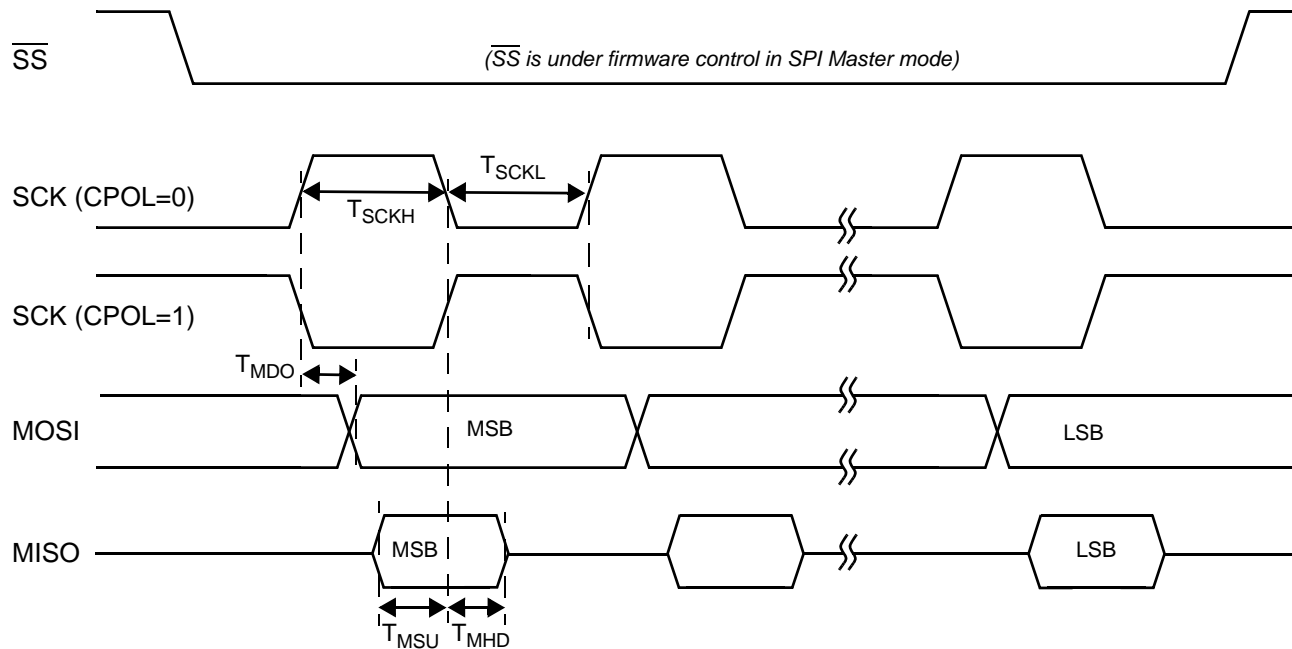 SS
(SS is under firmware control in SPI Master mode)
SCK (CPOL=0)
TSCKH
TSCKL
SCK (CPOL=1)
TMDO
MOSI
MSB
LSB
MISO
MSB
LSB
TMSU
TMHD